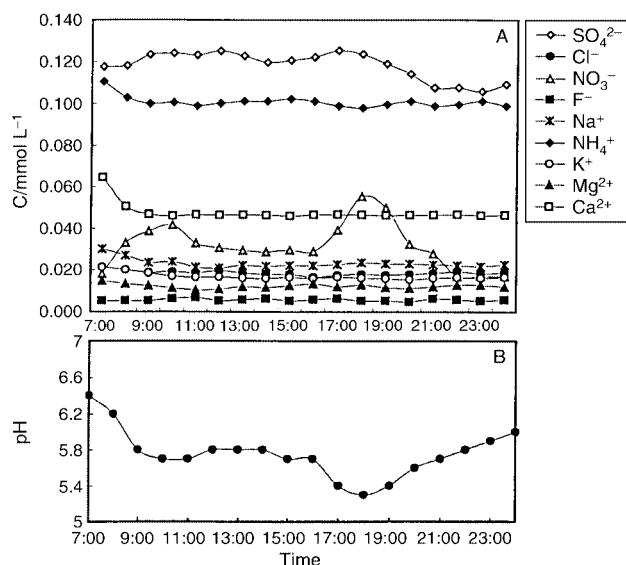 A
C/mmol L⁻¹
0.140
0.120
0.100
0.080
0.060
0.040
0.020
0.000
7:00 9:00 11:00 13:00 15:00 17:00 19:00 21:00 23:00
SO₄²⁻
Cl⁻
NO₃⁻
F⁻
Na⁺
NH₄⁺
K⁺
Mg²⁺
Ca²⁺
B
pH
7
6.6
6.2
5.8
5.4
5
7:00 9:00 11:00 13:00 15:00 17:00 19:00 21:00 23:00
Time